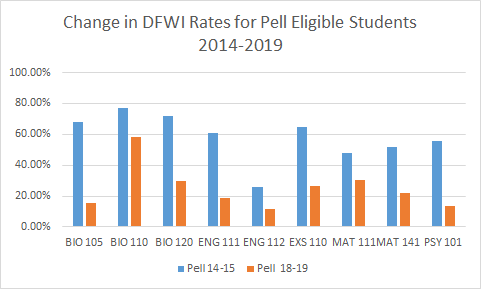 Change in DFWI Rates for Pell Eligible Students
2014-2019
100.00%
80.00%
60.00%
40.00%
20.00%
0.00%
BIO 105 BIO 110 BIO 120 ENG 111 ENG 112 EXS 110 MAT 111 MAT 141 PSY 101
Pell 14-15 Pell 18-19